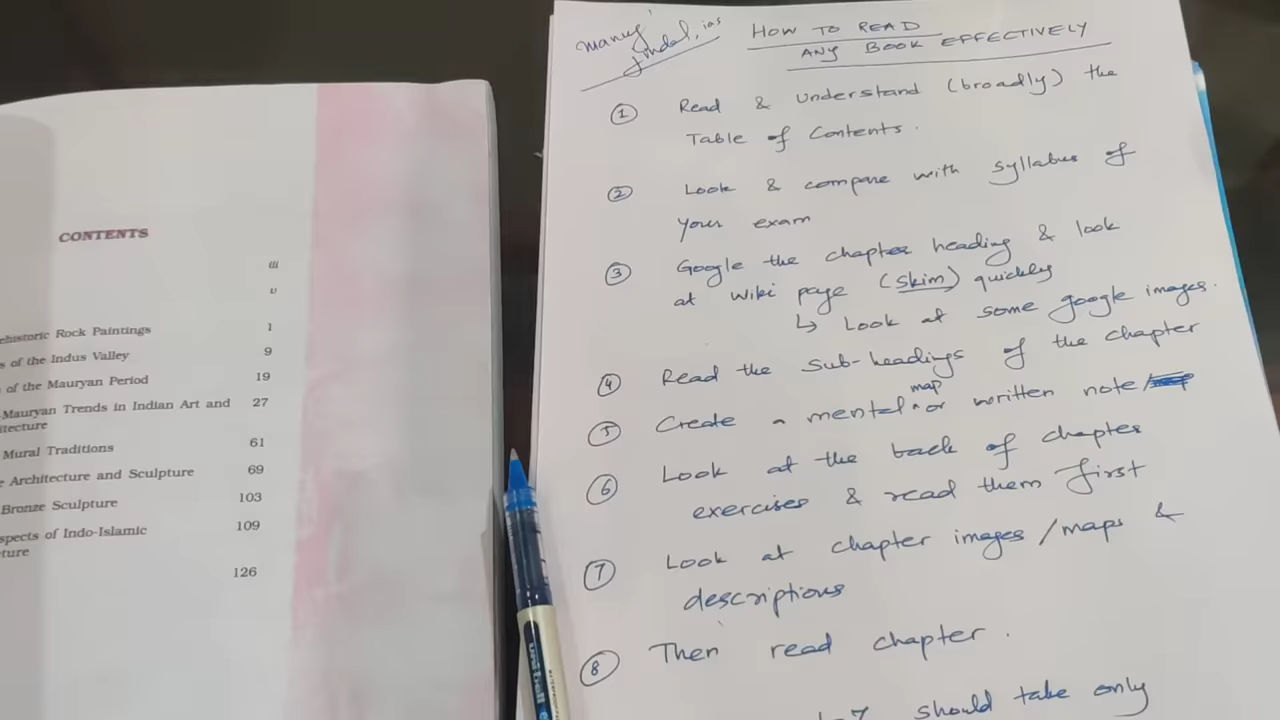 CONTENTS
iii
v
ehistoric Rock Paintings 1
s of the Indus Valley 9
of the Mauryan Period 19
Mauryan Trends in Indian Art and 27
itecture
Mural Traditions 61
e Architecture and Sculpture 69
Bronze Sculpture 103
spects of Indo-Islamic 109
ture
126
Manuj
Jindal, ias
HOW TO READ
ANY BOOK EFFECTIVELY
① Read & understand (broadly) the
Table of Contents.
② Look & compare with syllabus of
your exam
③ Google the chapter heading & look
at Wiki page (skim) quickly
↳ Look at some google images.
④ Read the Sub-headings of the chapter
map
⑤ Create a mental ^ or written note/
⑥ Look at the back of chapter
exercises & read them first
⑦ Look at chapter images/maps &
descriptions
⑧ Then read chapter.
1-7 should take only
uni-ball